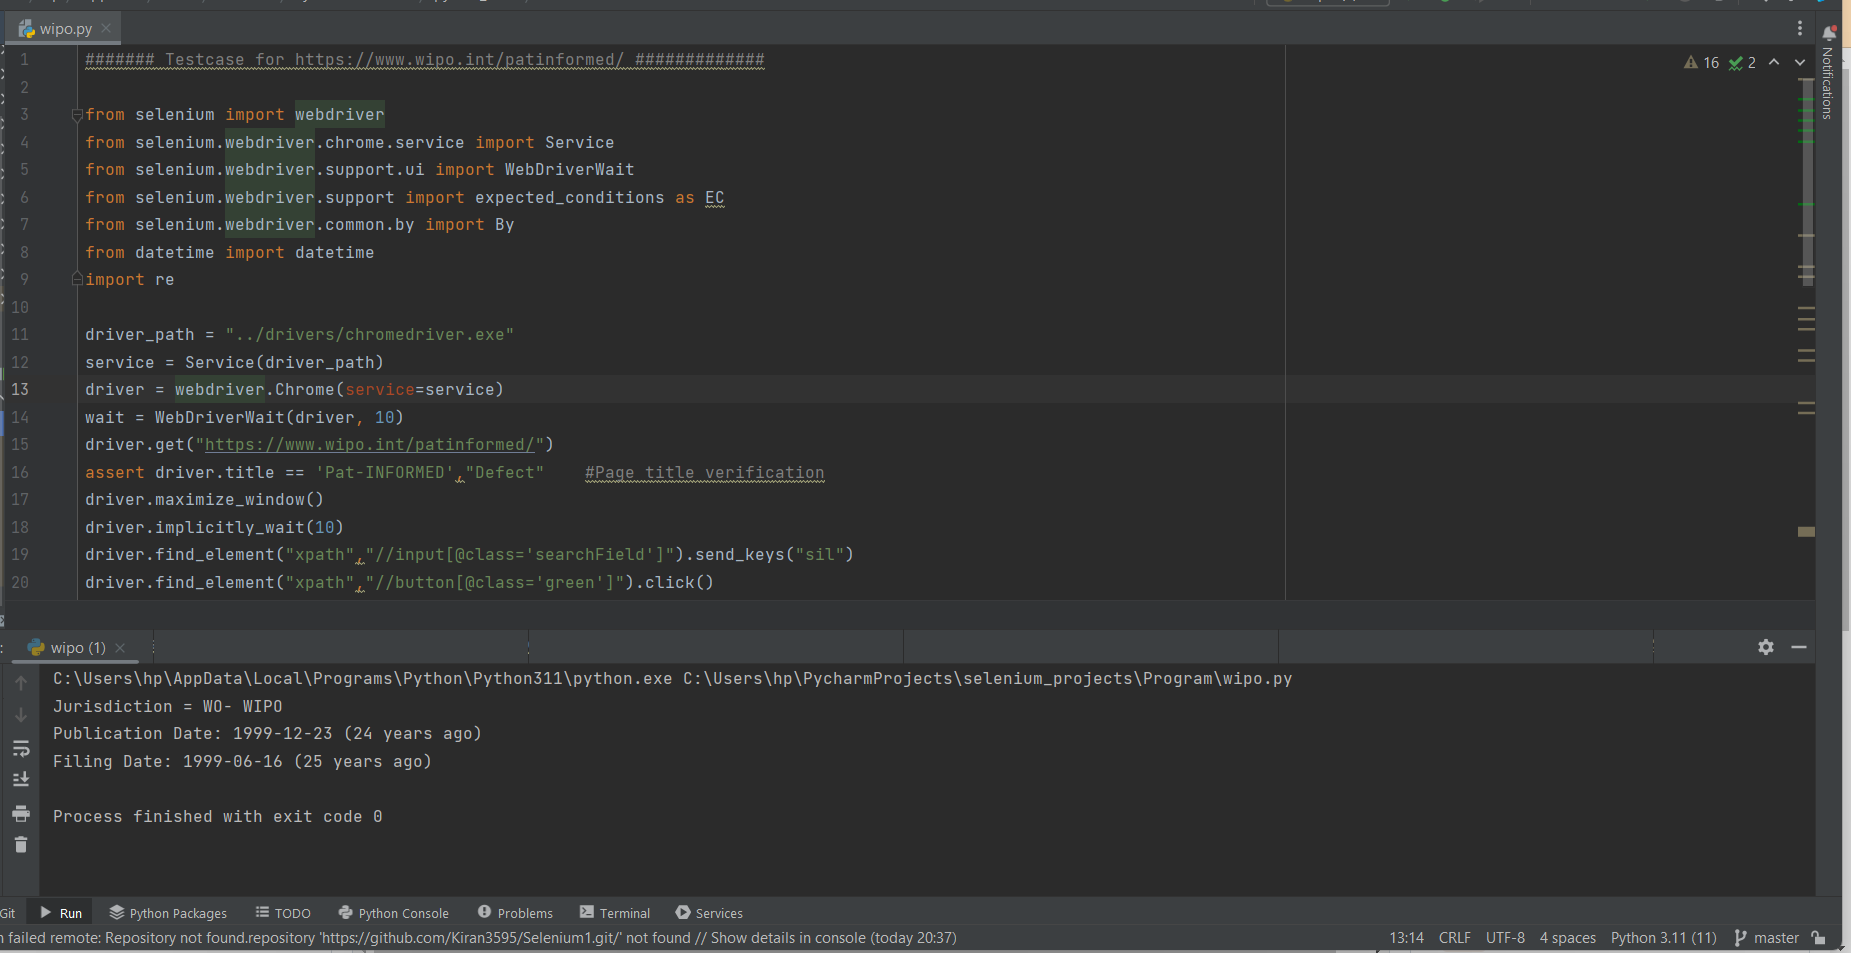 wipo.py
16 2
1 ####### Testcase for https://www.wipo.int/patinformed/ #############
2
3 from selenium import webdriver
4 from selenium.webdriver.chrome.service import Service
5 from selenium.webdriver.support.ui import WebDriverWait
6 from selenium.webdriver.support import expected_conditions as EC
7 from selenium.webdriver.common.by import By
8 from datetime import datetime
9 import re
10
11 driver_path = "../drivers/chromedriver.exe"
12 service = Service(driver_path)
13 driver = webdriver.Chrome(service=service)
14 wait = WebDriverWait(driver, 10)
15 driver.get("https://www.wipo.int/patinformed/")
16 assert driver.title == 'Pat-INFORMED',"Defect" #Page title verification
17 driver.maximize_window()
18 driver.implicitly_wait(10)
19 driver.find_element("xpath","//input[@class='searchField']").send_keys("sil")
20 driver.find_element("xpath","//button[@class='green']").click()
Notifications
wipo (1)
C:\Users\hp\AppData\Local\Programs\Python\Python311\python.exe C:\Users\hp\PycharmProjects\selenium_projects\Program\wipo.py
Jurisdiction = WO- WIPO
Publication Date: 1999-12-23 (24 years ago)
Filing Date: 1999-06-16 (25 years ago)
Process finished with exit code 0
Git Run Python Packages TODO Python Console Problems Terminal Services
failed remote: Repository not found.repository 'https://github.com/Kiran3595/Selenium1.git/' not found // Show details in console (today 20:37) 13:14 CRLF UTF-8 4 spaces Python 3.11 (11) master